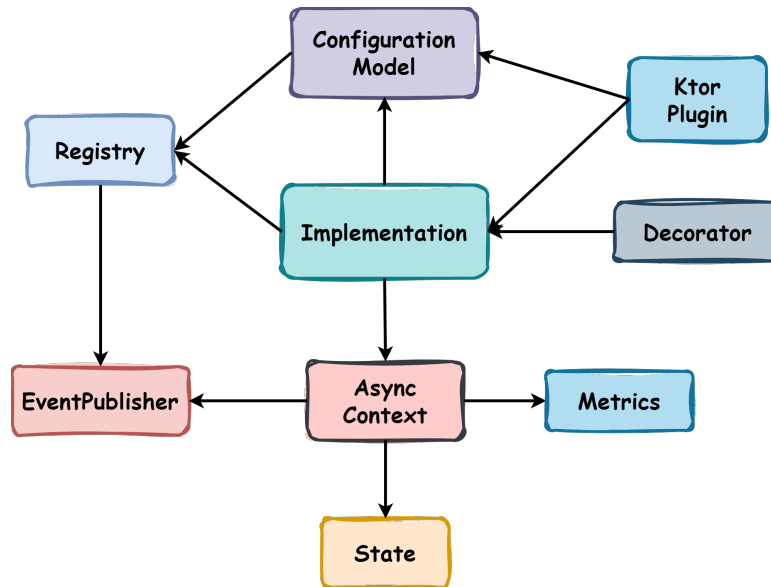 Configuration
Model
Ktor
Plugin
Registry
Implementation
Decorator
EventPublisher
Async
Context
Metrics
State